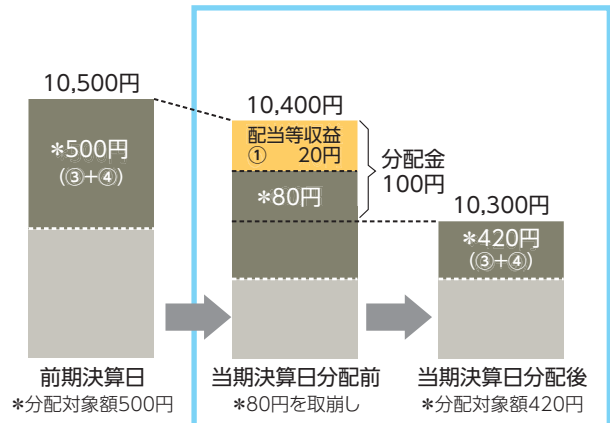 10,500円
*500円
(③+④)
前期決算日
*分配対象額500円
10,400円
配当等収益
① 20円
*80円
分配金
100円
当期決算日分配前
*80円を取崩し
10,300円
*420円
(③+④)
当期決算日分配後
*分配対象額420円